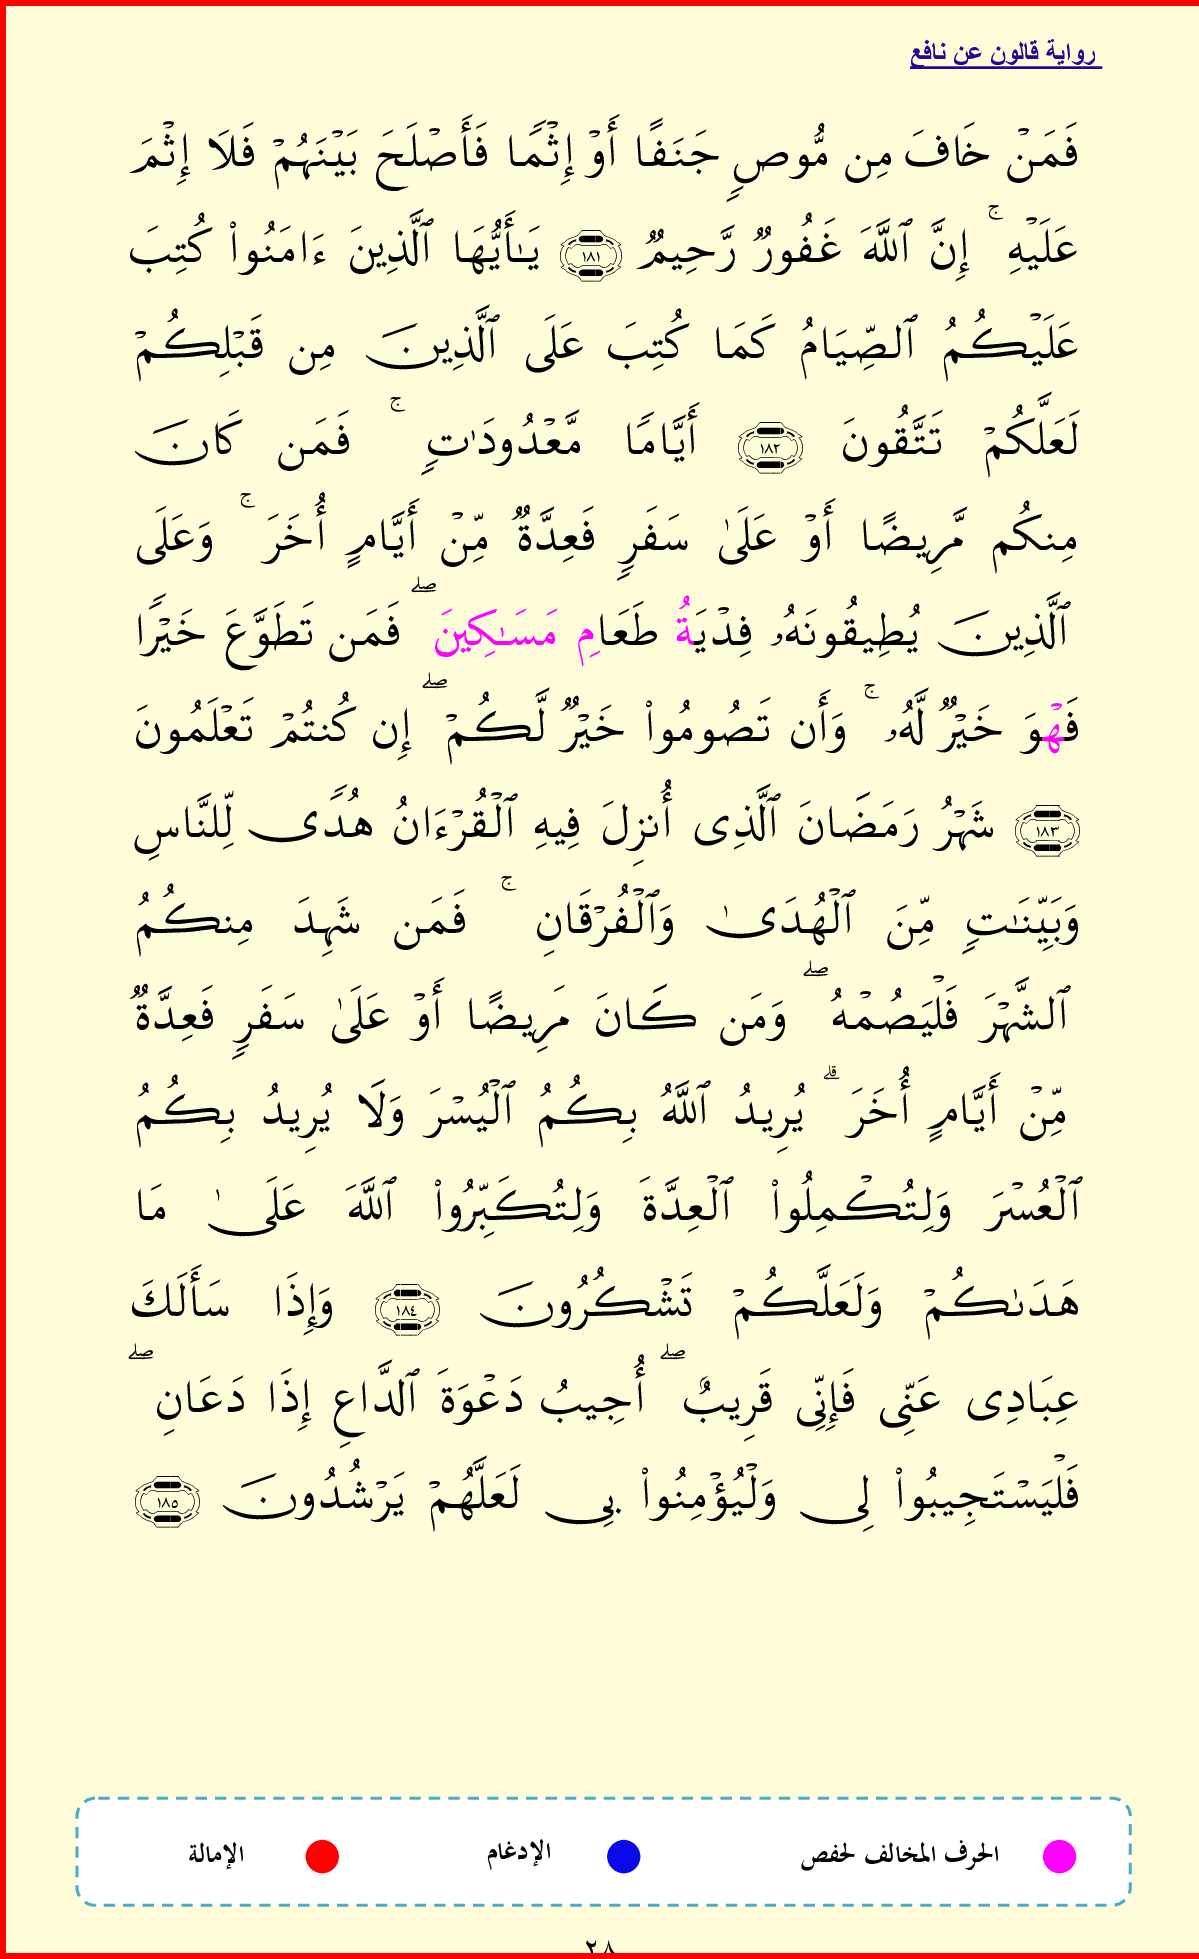 رواية قالون عن نافع
فَمَنۡ خَافَ مِن مُّوصٖ جَنَفًا أَوۡ إِثۡمٗا فَأَصۡلَحَ بَيۡنَهُمۡ فَلَا إِثۡمَ
عَلَيۡهِۚ إِنَّ ٱللَّهَ غَفُورٞ رَّحِيمٞ ١٨١ يَـٰأَيُّهَا ٱلَّذِينَ ءَامَنُواْ كُتِبَ
عَلَيۡكُمُ ٱلصِّيَامُ كَمَا كُتِبَ عَلَى ٱلَّذِينَ مِن قَبۡلِكُمۡ
لَعَلَّكُمۡ تَتَّقُونَ ١٨٢ أَيَّامٗا مَّعۡدُودَٰتٖۚ فَمَن كَانَ
مِنكُم مَّرِيضًا أَوۡ عَلَىٰ سَفَرٖ فَعِدَّةٞ مِّنۡ أَيَّامٍ أُخَرَۚ وَعَلَى
ٱلَّذِينَ يُطِيقُونَهُۥ فِدۡيَةُ طَعَامِ مَسَـٰكِينَۖ فَمَن تَطَوَّعَ خَيۡرٗا
فَهۡوَ خَيۡرٞ لَّهُۥۚ وَأَن تَصُومُواْ خَيۡرٞ لَّكُمۡۖ إِن كُنتُمۡ تَعۡلَمُونَ
١٨٣ شَهۡرُ رَمَضَانَ ٱلَّذِى أُنزِلَ فِيهِ ٱلۡقُرۡءَانُ هُدٗى لِّلنَّاسِ
وَبَيِّنَـٰتٖ مِّنَ ٱلۡهُدَىٰ وَٱلۡفُرۡقَانِۚ فَمَن شَهِدَ مِنكُمُ
ٱلشَّهۡرَ فَلۡيَصُمۡهُۖ وَمَن كَانَ مَرِيضًا أَوۡ عَلَىٰ سَفَرٖ فَعِدَّةٞ
مِّنۡ أَيَّامٍ أُخَرَۗ يُرِيدُ ٱللَّهُ بِكُمُ ٱلۡيُسۡرَ وَلَا يُرِيدُ بِكُمُ
ٱلۡعُسۡرَ وَلِتُكۡمِلُواْ ٱلۡعِدَّةَ وَلِتُكَبِّرُواْ ٱللَّهَ عَلَىٰ مَا
هَدَىٰكُمۡ وَلَعَلَّكُمۡ تَشۡكُرُونَ ١٨٤ وَإِذَا سَأَلَكَ
عِبَادِى عَنِّى فَإِنِّى قَرِيبٌۖ أُجِيبُ دَعۡوَةَ ٱلدَّاعِ إِذَا دَعَانِۖ
فَلۡيَسۡتَجِيبُواْ لِى وَلۡيُؤۡمِنُواْ بِى لَعَلَّهُمۡ يَرۡشُدُونَ ١٨٥
الحرف المخالف لحفص الإدغام الإمالة
٢٨